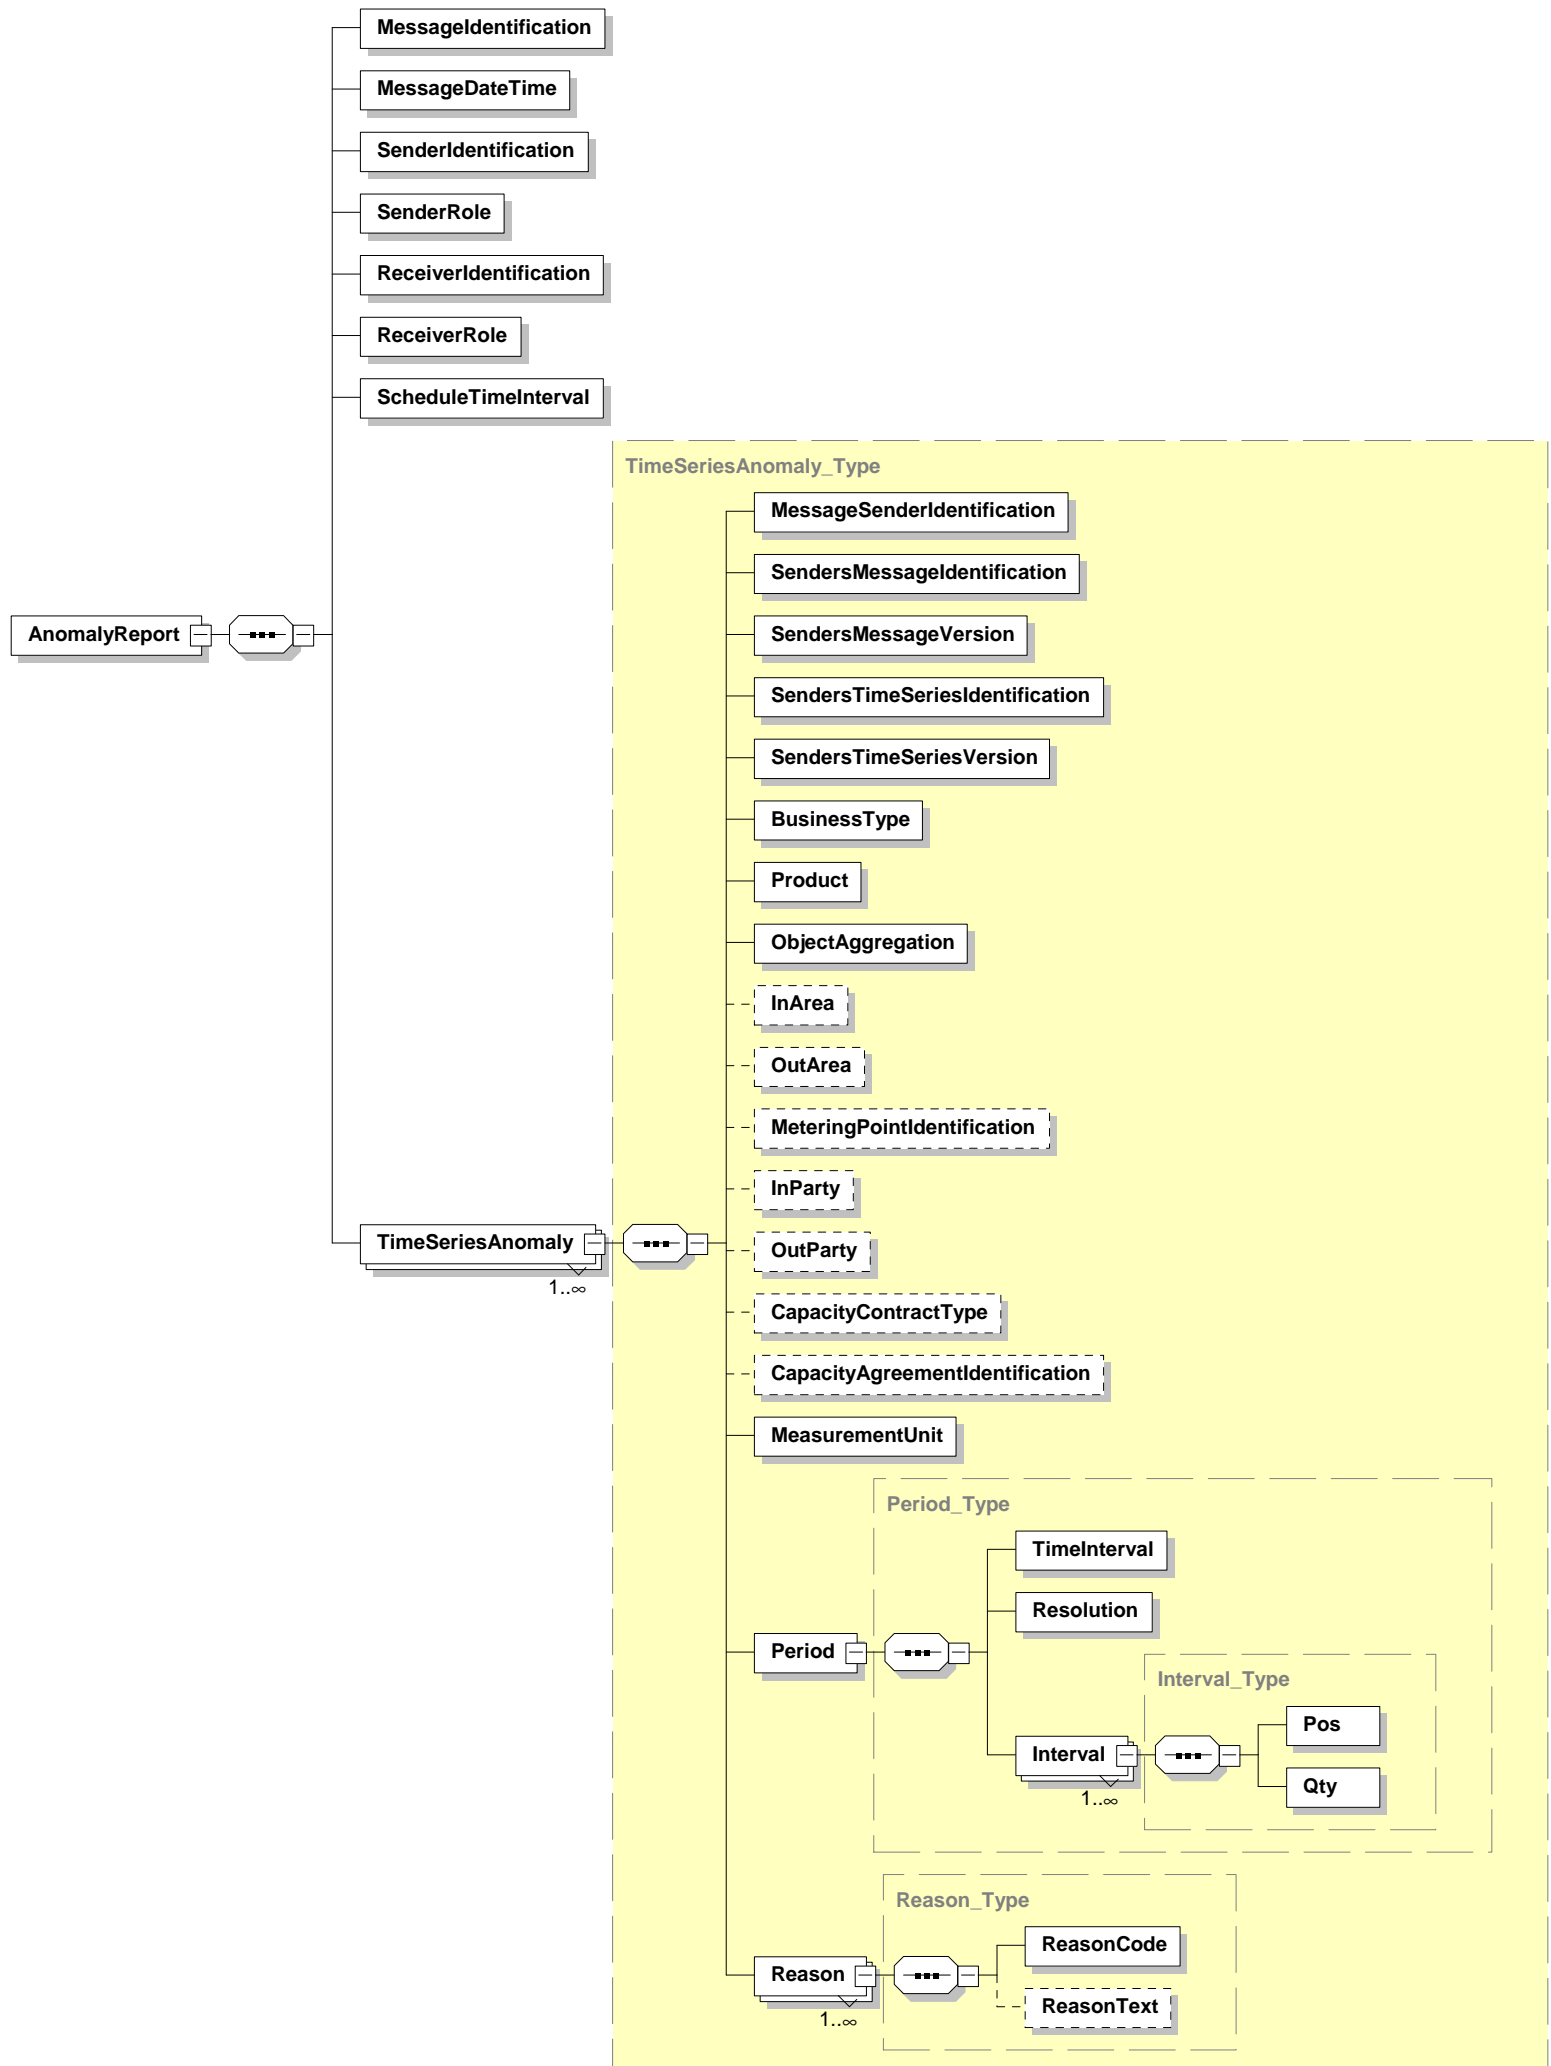 MessageIdentification
MessageDateTime
SenderIdentification
SenderRole
ReceiverIdentification
ReceiverRole
ScheduleTimeInterval
TimeSeriesAnomaly_Type
MessageSenderIdentification
SendersMessageIdentification
AnomalyReport
SendersMessageVersion
SendersTimeSeriesIdentification
SendersTimeSeriesVersion
BusinessType
Product
ObjectAggregation
InArea
OutArea
MeteringPointIdentification
InParty
TimeSeriesAnomaly
1..∞
OutParty
CapacityContractType
CapacityAgreementIdentification
MeasurementUnit
Period_Type
TimeInterval
Resolution
Period
Interval_Type
Pos
Interval
1..∞
Qty
Reason_Type
ReasonCode
Reason
1..∞
ReasonText